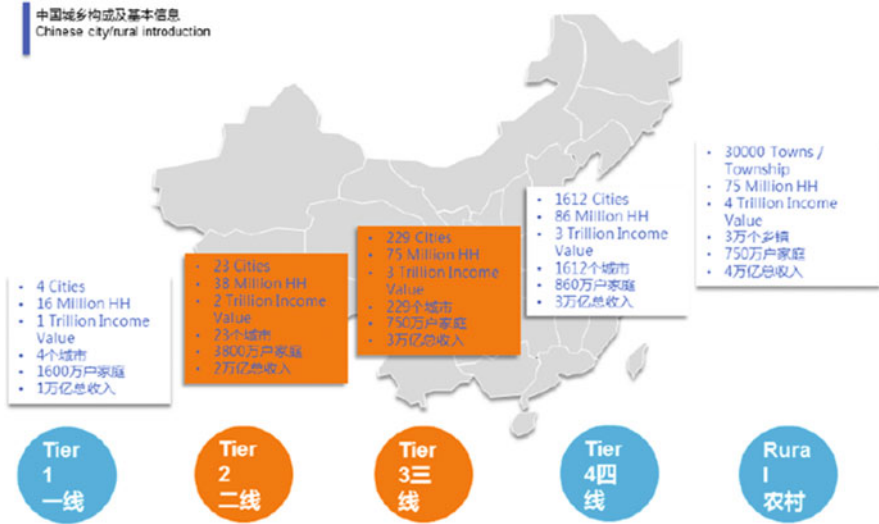 中国城乡构成及基本信息
Chinese city/rural introduction
• 4 Cities
• 16 Million HH
• 1 Trillion Income
Value
• 4个城市
• 1600万户家庭
• 1万亿总收入
• 23 Cities
• 38 Million HH
• 2 Trillion Income
Value
• 23个城市
• 3800万户家庭
• 2万亿总收入
• 229 Cities
• 75 Million HH
• 3 Trillion Income
Value
• 229个城市
• 750万户家庭
• 3万亿总收入
• 1612 Cities
• 86 Million HH
• 3 Trillion Income
Value
• 1612个城市
• 860万户家庭
• 3万亿总收入
• 30000 Towns /
Township
• 75 Million HH
• 4 Trillion Income
Value
• 3万个乡镇
• 750万户家庭
• 4万亿总收入
Tier
1
一线
Tier
2
二线
Tier
3三
线
Tier
4四
线
Rura
l
农村